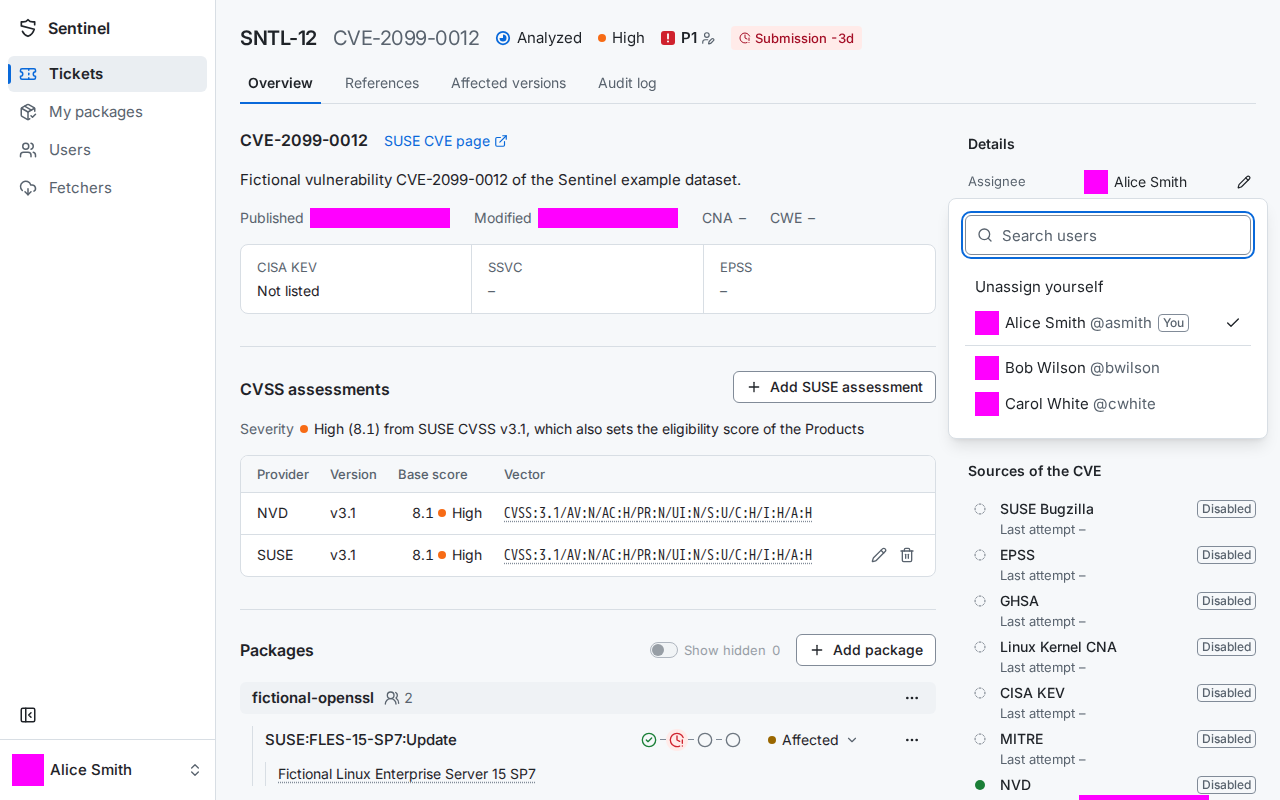 Sentinel
Tickets
My packages
Users
Fetchers
Alice Smith
SNTL-12 CVE-2099-0012 Analyzed High P1 Submission -3d
Overview References Affected versions Audit log
CVE-2099-0012 SUSE CVE page
Fictional vulnerability CVE-2099-0012 of the Sentinel example dataset.
Published Modified CNA – CWE –
CISA KEV SSVC EPSS
Not listed – –
CVSS assessments Add SUSE assessment
Severity High (8.1) from SUSE CVSS v3.1, which also sets the eligibility score of the Products
Provider Version Base score Vector
NVD v3.1 8.1 High CVSS:3.1/AV:N/AC:H/PR:N/UI:N/S:U/C:H/I:H/A:H
SUSE v3.1 8.1 High CVSS:3.1/AV:N/AC:H/PR:N/UI:N/S:U/C:H/I:H/A:H
Packages Show hidden 0 Add package
fictional-openssl 2
SUSE:FLES-15-SP7:Update Affected
Fictional Linux Enterprise Server 15 SP7
Details
Assignee Alice Smith
Search users
Unassign yourself
Alice Smith @asmith You
Bob Wilson @bwilson
Carol White @cwhite
Sources of the CVE
SUSE Bugzilla Disabled
Last attempt –
EPSS Disabled
Last attempt –
GHSA Disabled
Last attempt –
Linux Kernel CNA Disabled
Last attempt –
CISA KEV Disabled
Last attempt –
MITRE Disabled
Last attempt –
NVD Disabled